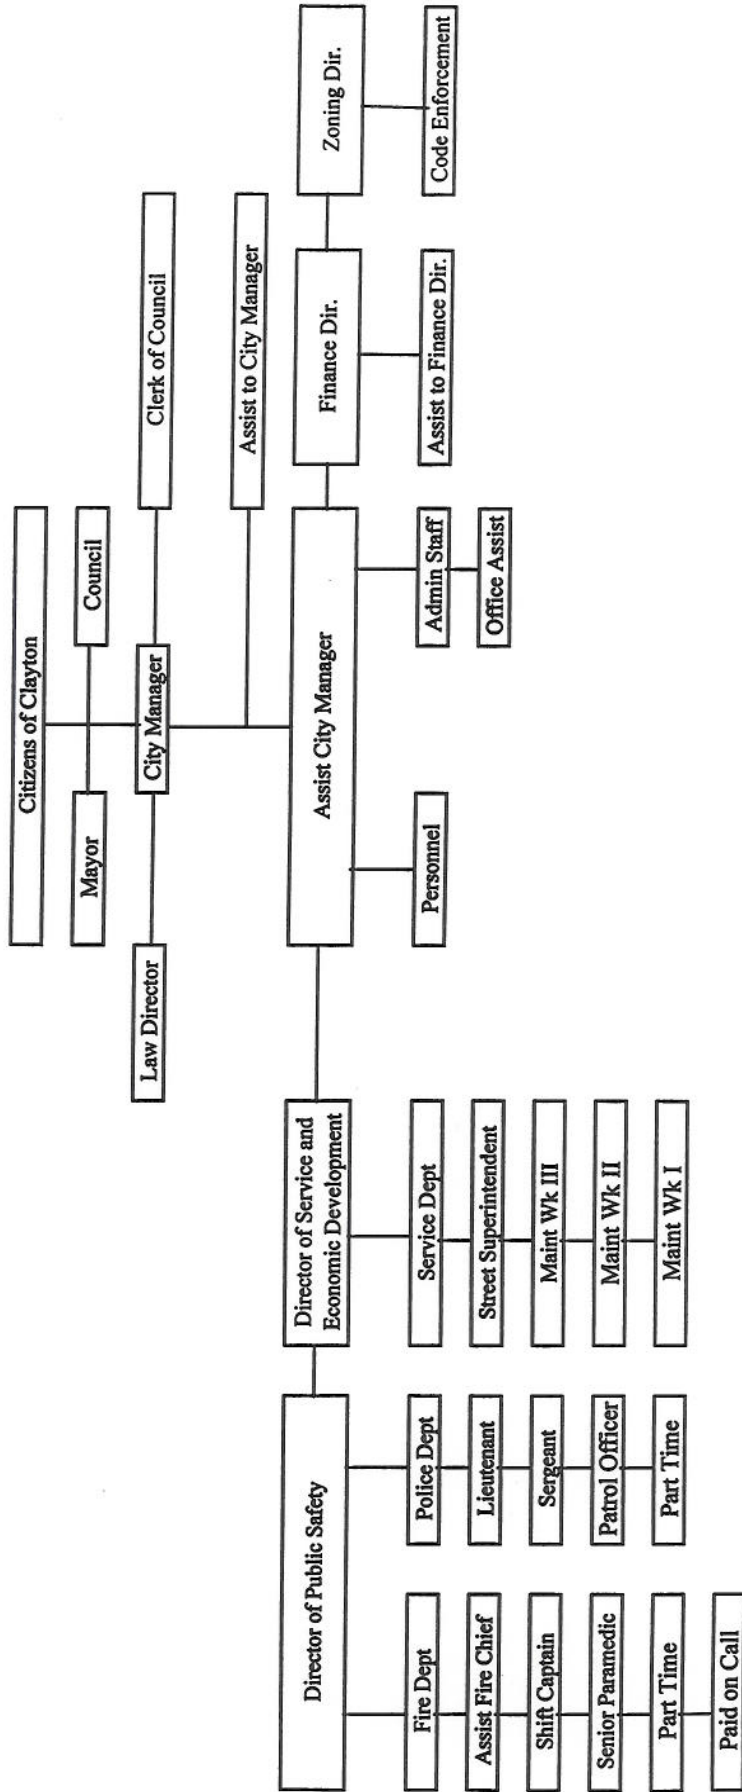 Citizens of Clayton
Mayor
Council
Law Director
City Manager
Clerk of Council
Assist to City Manager
Director of Public Safety
Director of Service and
Economic Development
Assist City Manager
Finance Dir.
Zoning Dir.
Fire Dept
Police Dept
Service Dept
Personnel
Admin Staff
Assist to Finance Dir.
Code Enforcement
Assist Fire Chief
Lieutenant
Street Superintendent
Office Assist
Shift Captain
Sergeant
Maint Wk III
Senior Paramedic
Patrol Officer
Maint Wk II
Part Time
Part Time
Maint Wk I
Paid on Call